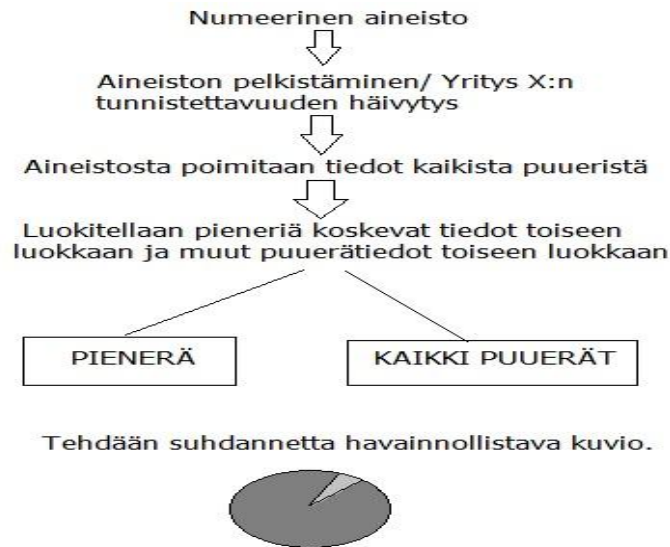 Numeerinen aineisto
Aineiston pelkistäminen/ Yritys X:n
tunnistettavuuden häivytys
Aineistosta poimitaan tiedot kaikista puueristä
Luokitellaan pieneriä koskevat tiedot toiseen
luokkaan ja muut puuerätiedot toiseen luokkaan
PIENERÄ
KAIKKI PUUERÄT
Tehdään suhdannetta havainnollistava kuvio.